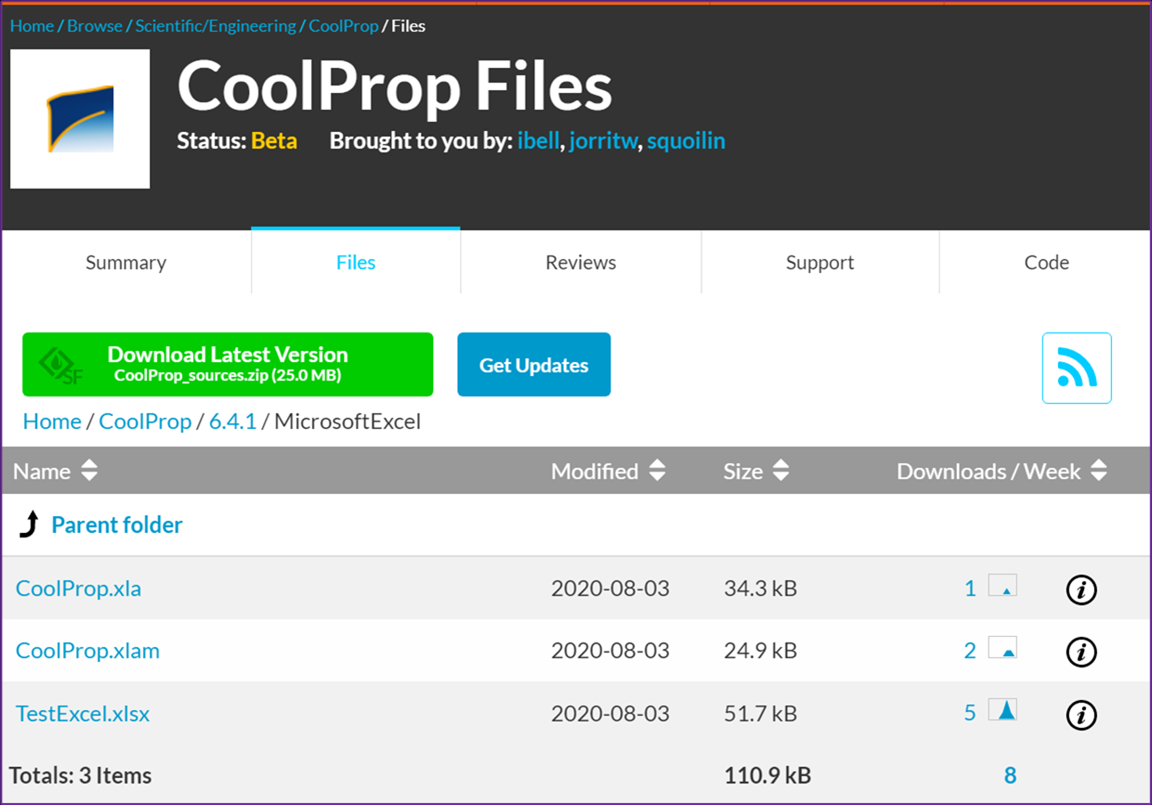 Home / Browse / Scientific/Engineering / CoolProp / Files
CoolProp Files
Status: Beta Brought to you by: ibell, jorritw, squoilin
Summary Files Reviews Support Code
Download Latest Version
CoolProp_sources.zip (25.0 MB)
SF
Get Updates
Home / CoolProp / 6.4.1 / MicrosoftExcel
Name Modified Size Downloads / Week
Parent folder
CoolProp.xla 2020-08-03 34.3 kB 1 i
CoolProp.xlam 2020-08-03 24.9 kB 2 i
TestExcel.xlsx 2020-08-03 51.7 kB 5 i
Totals: 3 Items 110.9 kB 8